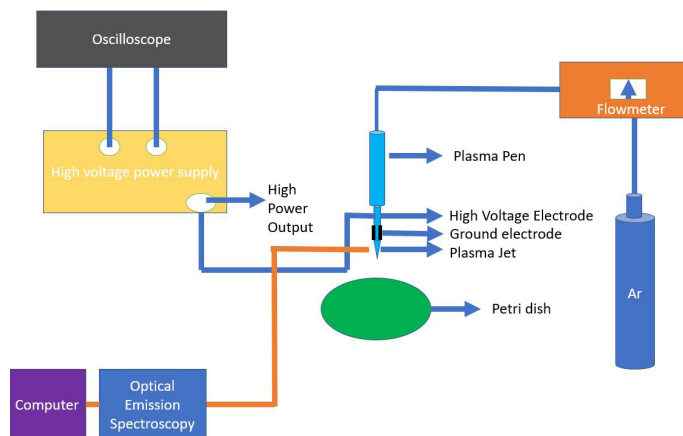 Oscilloscope
High voltage power supply
High
Power
Output
Flowmeter
Plasma Pen
High Voltage Electrode
Ground electrode
Plasma Jet
Ar
Petri dish
Computer
Optical
Emission
Spectroscopy